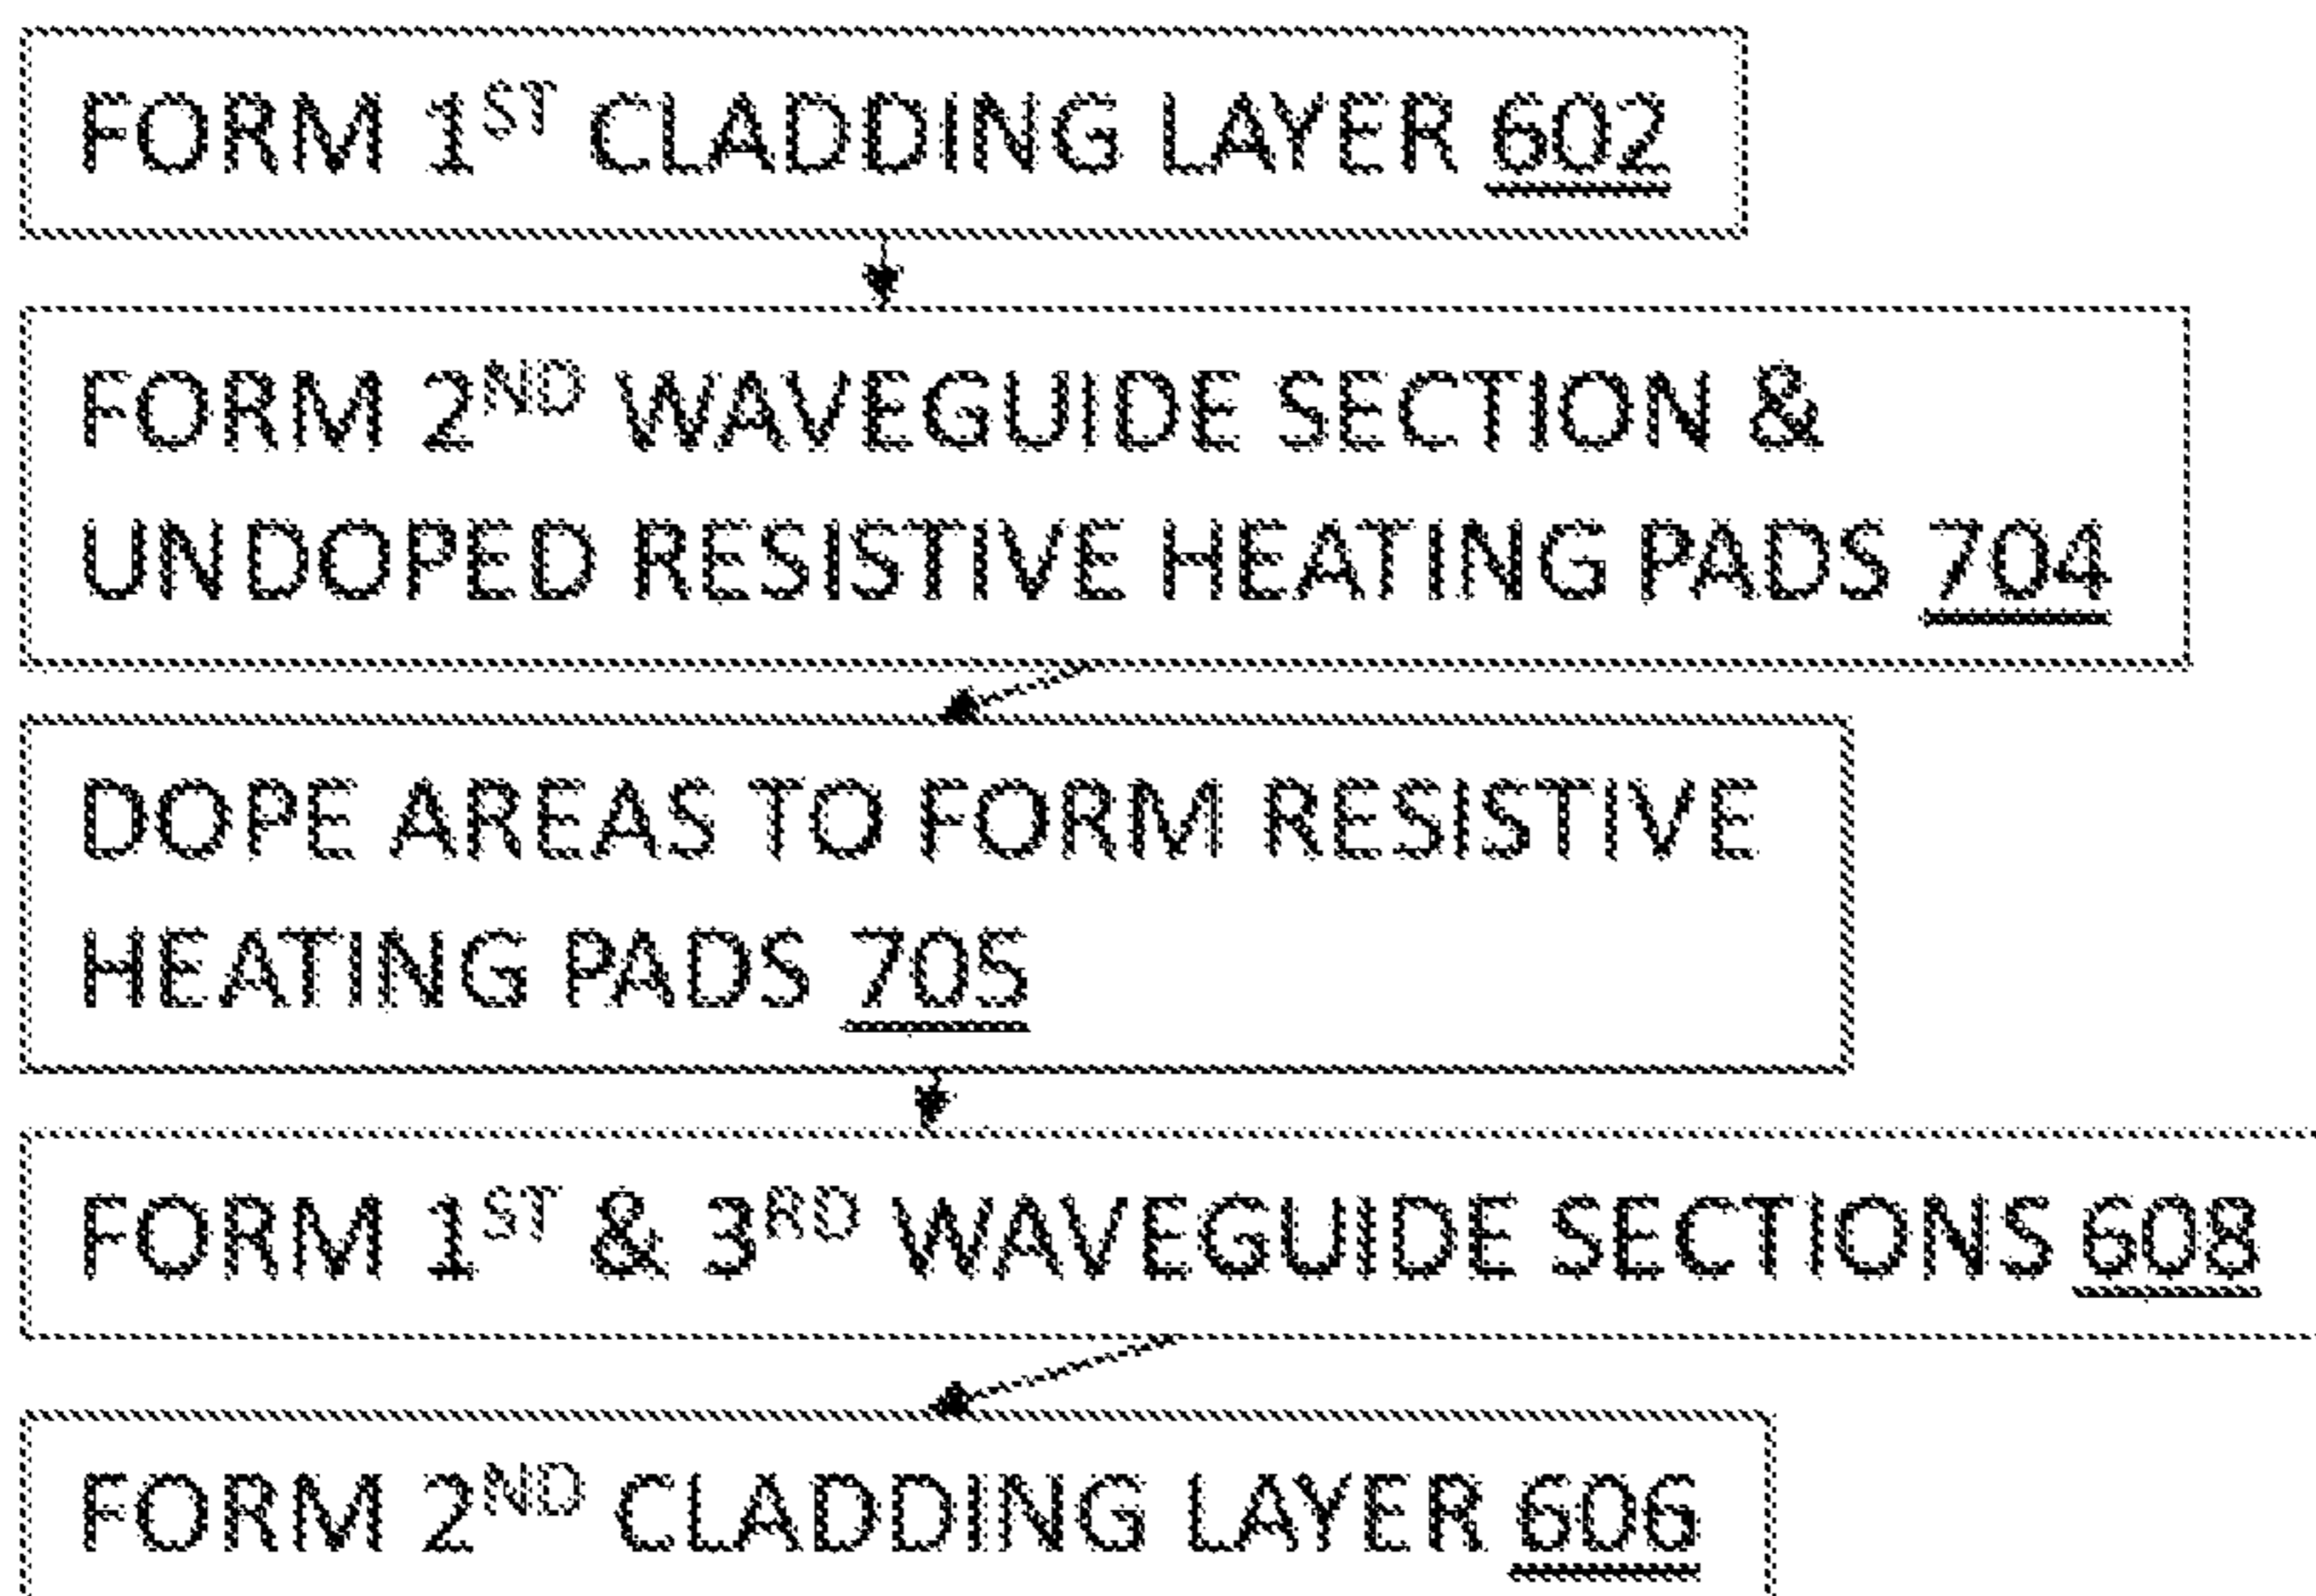 FORM 1ST CLADDING LAYER 602
FORM 2ND WAVEGUIDE SECTION &
UNDOPED RESISTIVE HEATING PADS 704
DOPE AREAS TO FORM RESISTIVE
HEATING PADS 705
FORM 1ST & 3RD WAVEGUIDE SECTIONS 608
FORM 2ND CLADDING LAYER 606